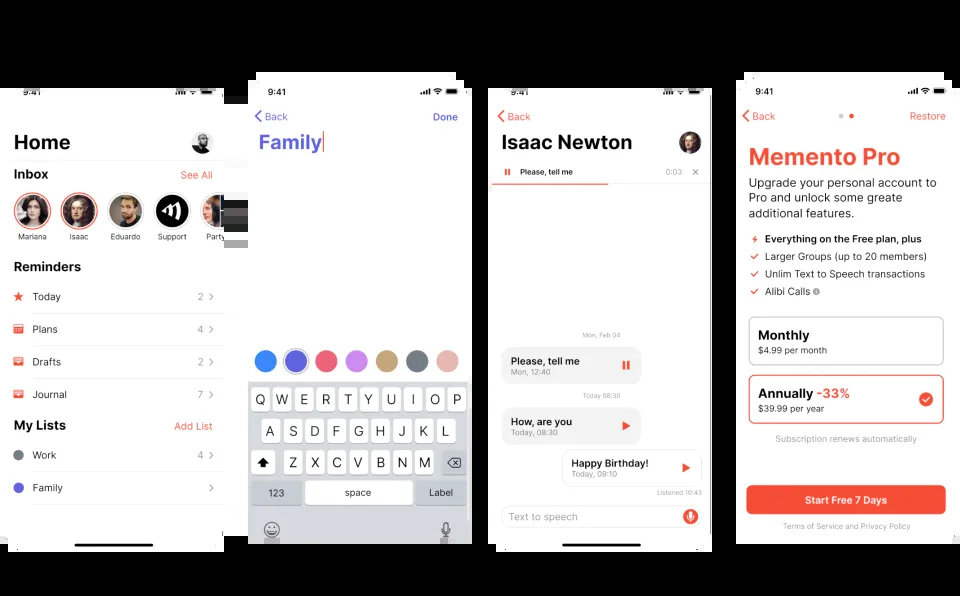 9:41
Home
Inbox
See All
Mariana
Isaac
Eduardo
Support
Party
Reminders
Today 2
Plans 4
Drafts 2
Journal 7
My Lists
Add List
Work 4
Family
9:41
Back
Done
Family
Q W E R T Y U I O P
A S D F G H J K L
Z X C V B N M
123
space
Label
9:41
Back
Isaac Newton
Please, tell me
0:03
Mon, Feb 04
Please, tell me
Mon, 12:40
Today 08:30
How, are you
Today, 08:30
Happy Birthday!
Today, 09:10
Listened 10:43
Text to speech
9:41
Back
Restore
Memento Pro
Upgrade your personal account to
Pro and unlock some greate
additional features.
Everything on the Free plan, plus
Larger Groups (up to 20 members)
Unlim Text to Speech transactions
Alibi Calls
Monthly
$4.99 per month
Annually -33%
$39.99 per year
Subscription renews automatically
Start Free 7 Days
Terms of Service and Privacy Policy